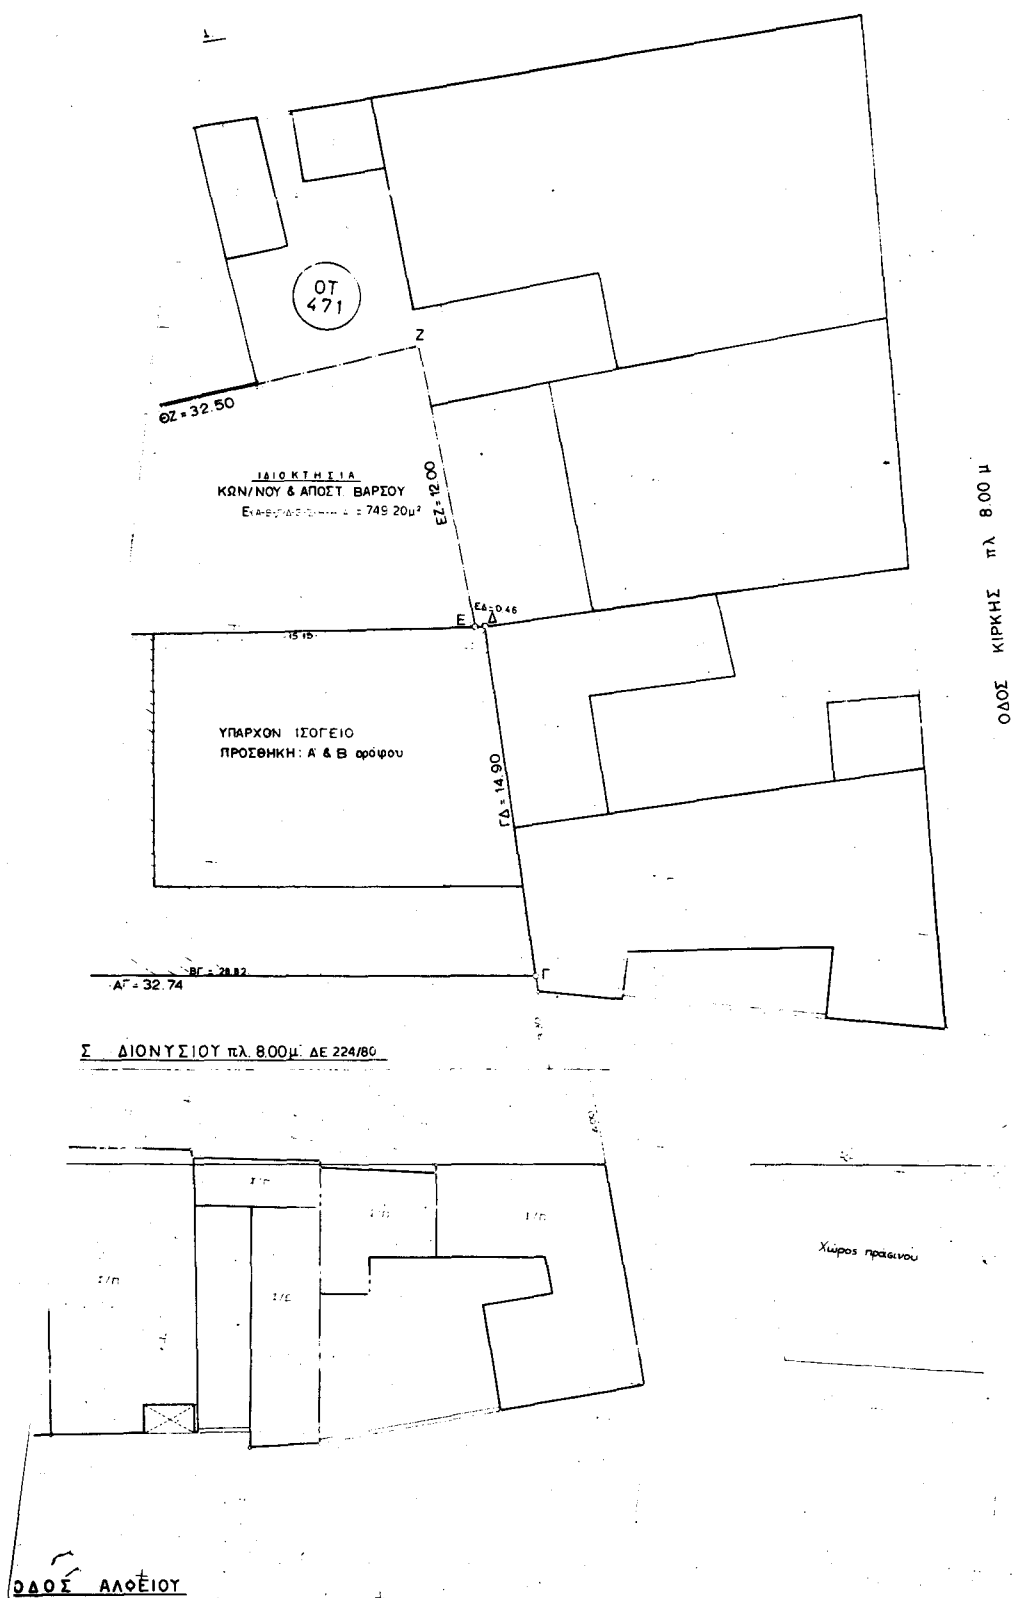 ΟΤ
471
Ζ
ΘΖ = 32.50
ΙΔΙΟΚΤΗΣΙΑ
ΚΩΝ/ΝΟΥ & ΑΠΟΣΤ. ΒΑΡΣΟΥ
= 749.20μ²
ΕΖ = 12.00
ΕΔ = 0.46
Ε Δ
15.15
ΟΔΟΣ ΚΙΡΚΗΣ πλ 8.00 μ
ΥΠΑΡΧΟΝ ΙΣΟΓΕΙΟ
ΠΡΟΣΘΗΚΗ : Α & Β ορόφου
ΓΔ = 14.90
ΒΓ = 28.82
Γ
ΑΓ = 32.74
Σ ΔΙΟΝΥΣΙΟΥ πλ. 8.00μ. ΔΕ 224/80
Χώρος πρασινου
ΟΔΟΣ ΑΛΦΕΙΟΥ